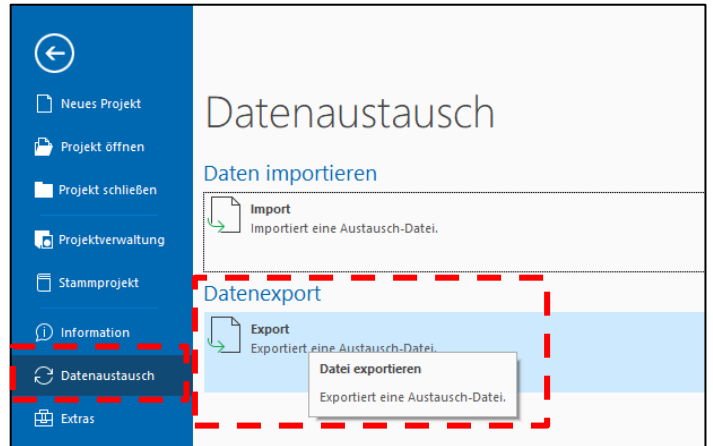 Neues Projekt
Projekt öffnen
Projekt schließen
Projektverwaltung
Stammprojekt
Information
Datenaustausch
Extras
Datenaustausch
Daten importieren
Import
Importiert eine Austausch-Datei.
Datenexport
Export
Exportiert eine Austausch-Datei.
Datei exportieren
Exportiert eine Austausch-Datei.